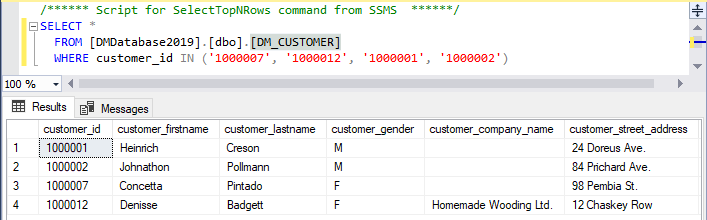 /****** Script for SelectTopNRows command from SSMS ******/
SELECT *
FROM [DMDatabase2019].[dbo].[DM_CUSTOMER]
WHERE customer_id IN ('1000007', '1000012', '1000001', '1000002')
100 %
Results Messages
customer_id customer_firstname customer_lastname customer_gender customer_company_name customer_street_address
1 1000001 Heinrich Creson M 24 Doreus Ave.
2 1000002 Johnathon Pollmann M 84 Prichard Ave.
3 1000007 Concetta Pintado F 98 Pembia St.
4 1000012 Denisse Badgett F Homemade Wooding Ltd. 12 Chaskey Row